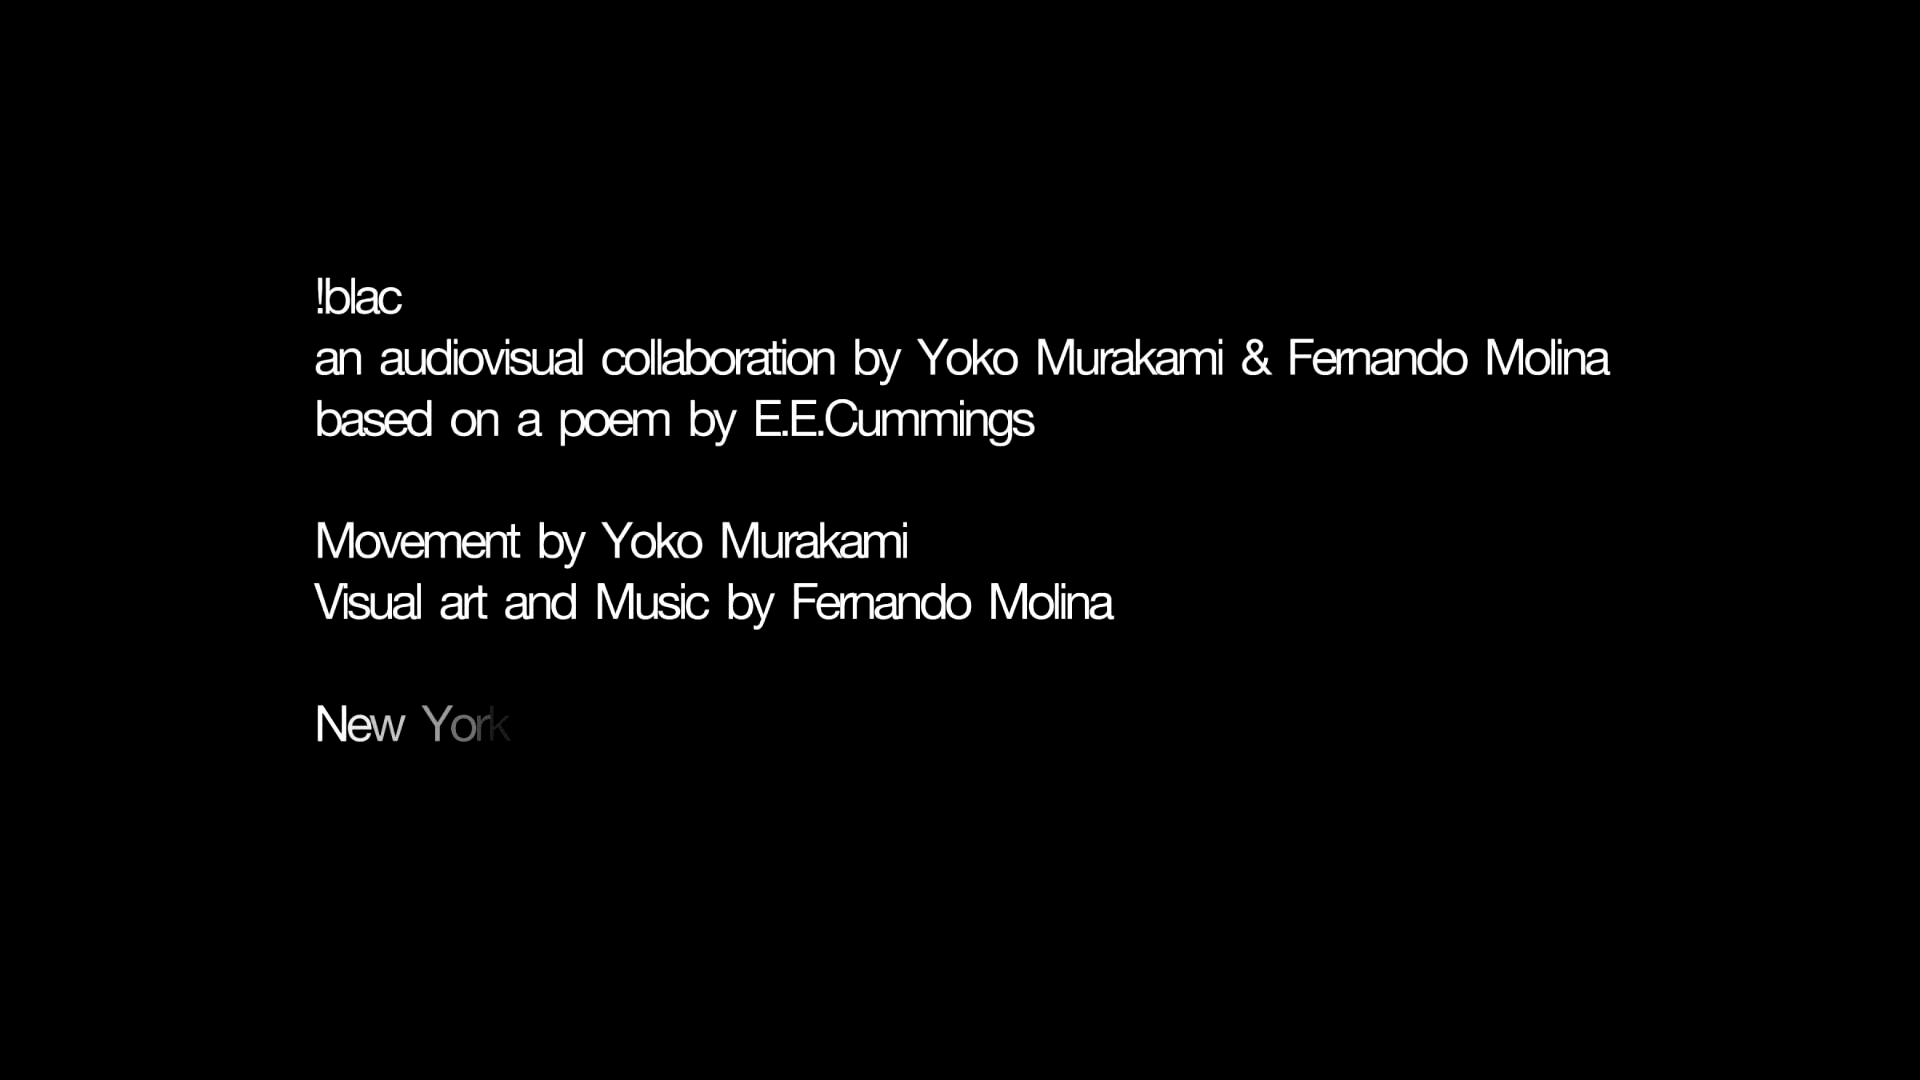 !blac
an audiovisual collaboration by Yoko Murakami & Fernando Molina
based on a poem by E.E.Cummings
Movement by Yoko Murakami
Visual art and Music by Fernando Molina
New York